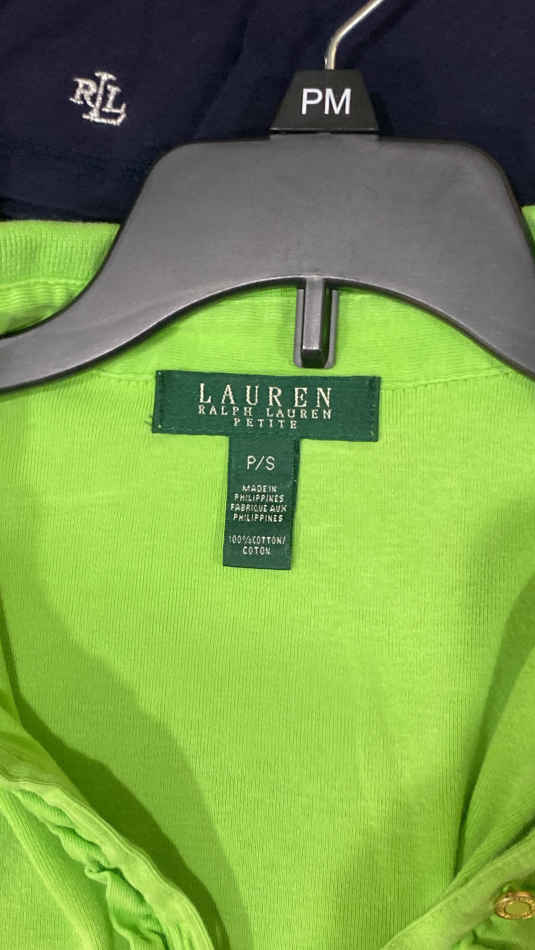 PM
RLL
LAUREN
RALPH LAUREN
PETITE
P/S
MADE IN
PHILIPPINES
FABRIQUE AUX
PHILIPPINES
100%COTTON/
COTON